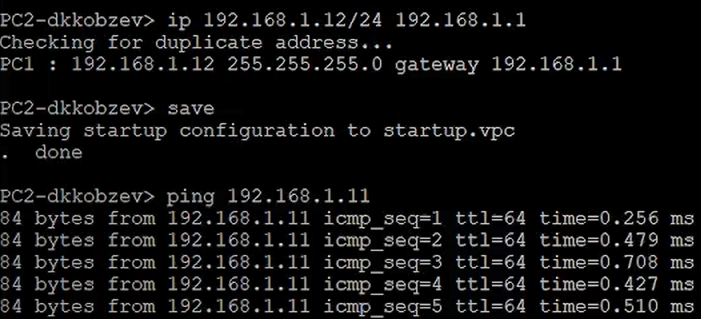 PC2-dkkobzev> ip 192.168.1.12/24 192.168.1.1
Checking for duplicate address...
PC1 : 192.168.1.12 255.255.255.0 gateway 192.168.1.1

PC2-dkkobzev> save
Saving startup configuration to startup.vpc
.  done

PC2-dkkobzev> ping 192.168.1.11
84 bytes from 192.168.1.11 icmp_seq=1 ttl=64 time=0.256 ms
84 bytes from 192.168.1.11 icmp_seq=2 ttl=64 time=0.479 ms
84 bytes from 192.168.1.11 icmp_seq=3 ttl=64 time=0.708 ms
84 bytes from 192.168.1.11 icmp_seq=4 ttl=64 time=0.427 ms
84 bytes from 192.168.1.11 icmp_seq=5 ttl=64 time=0.510 ms